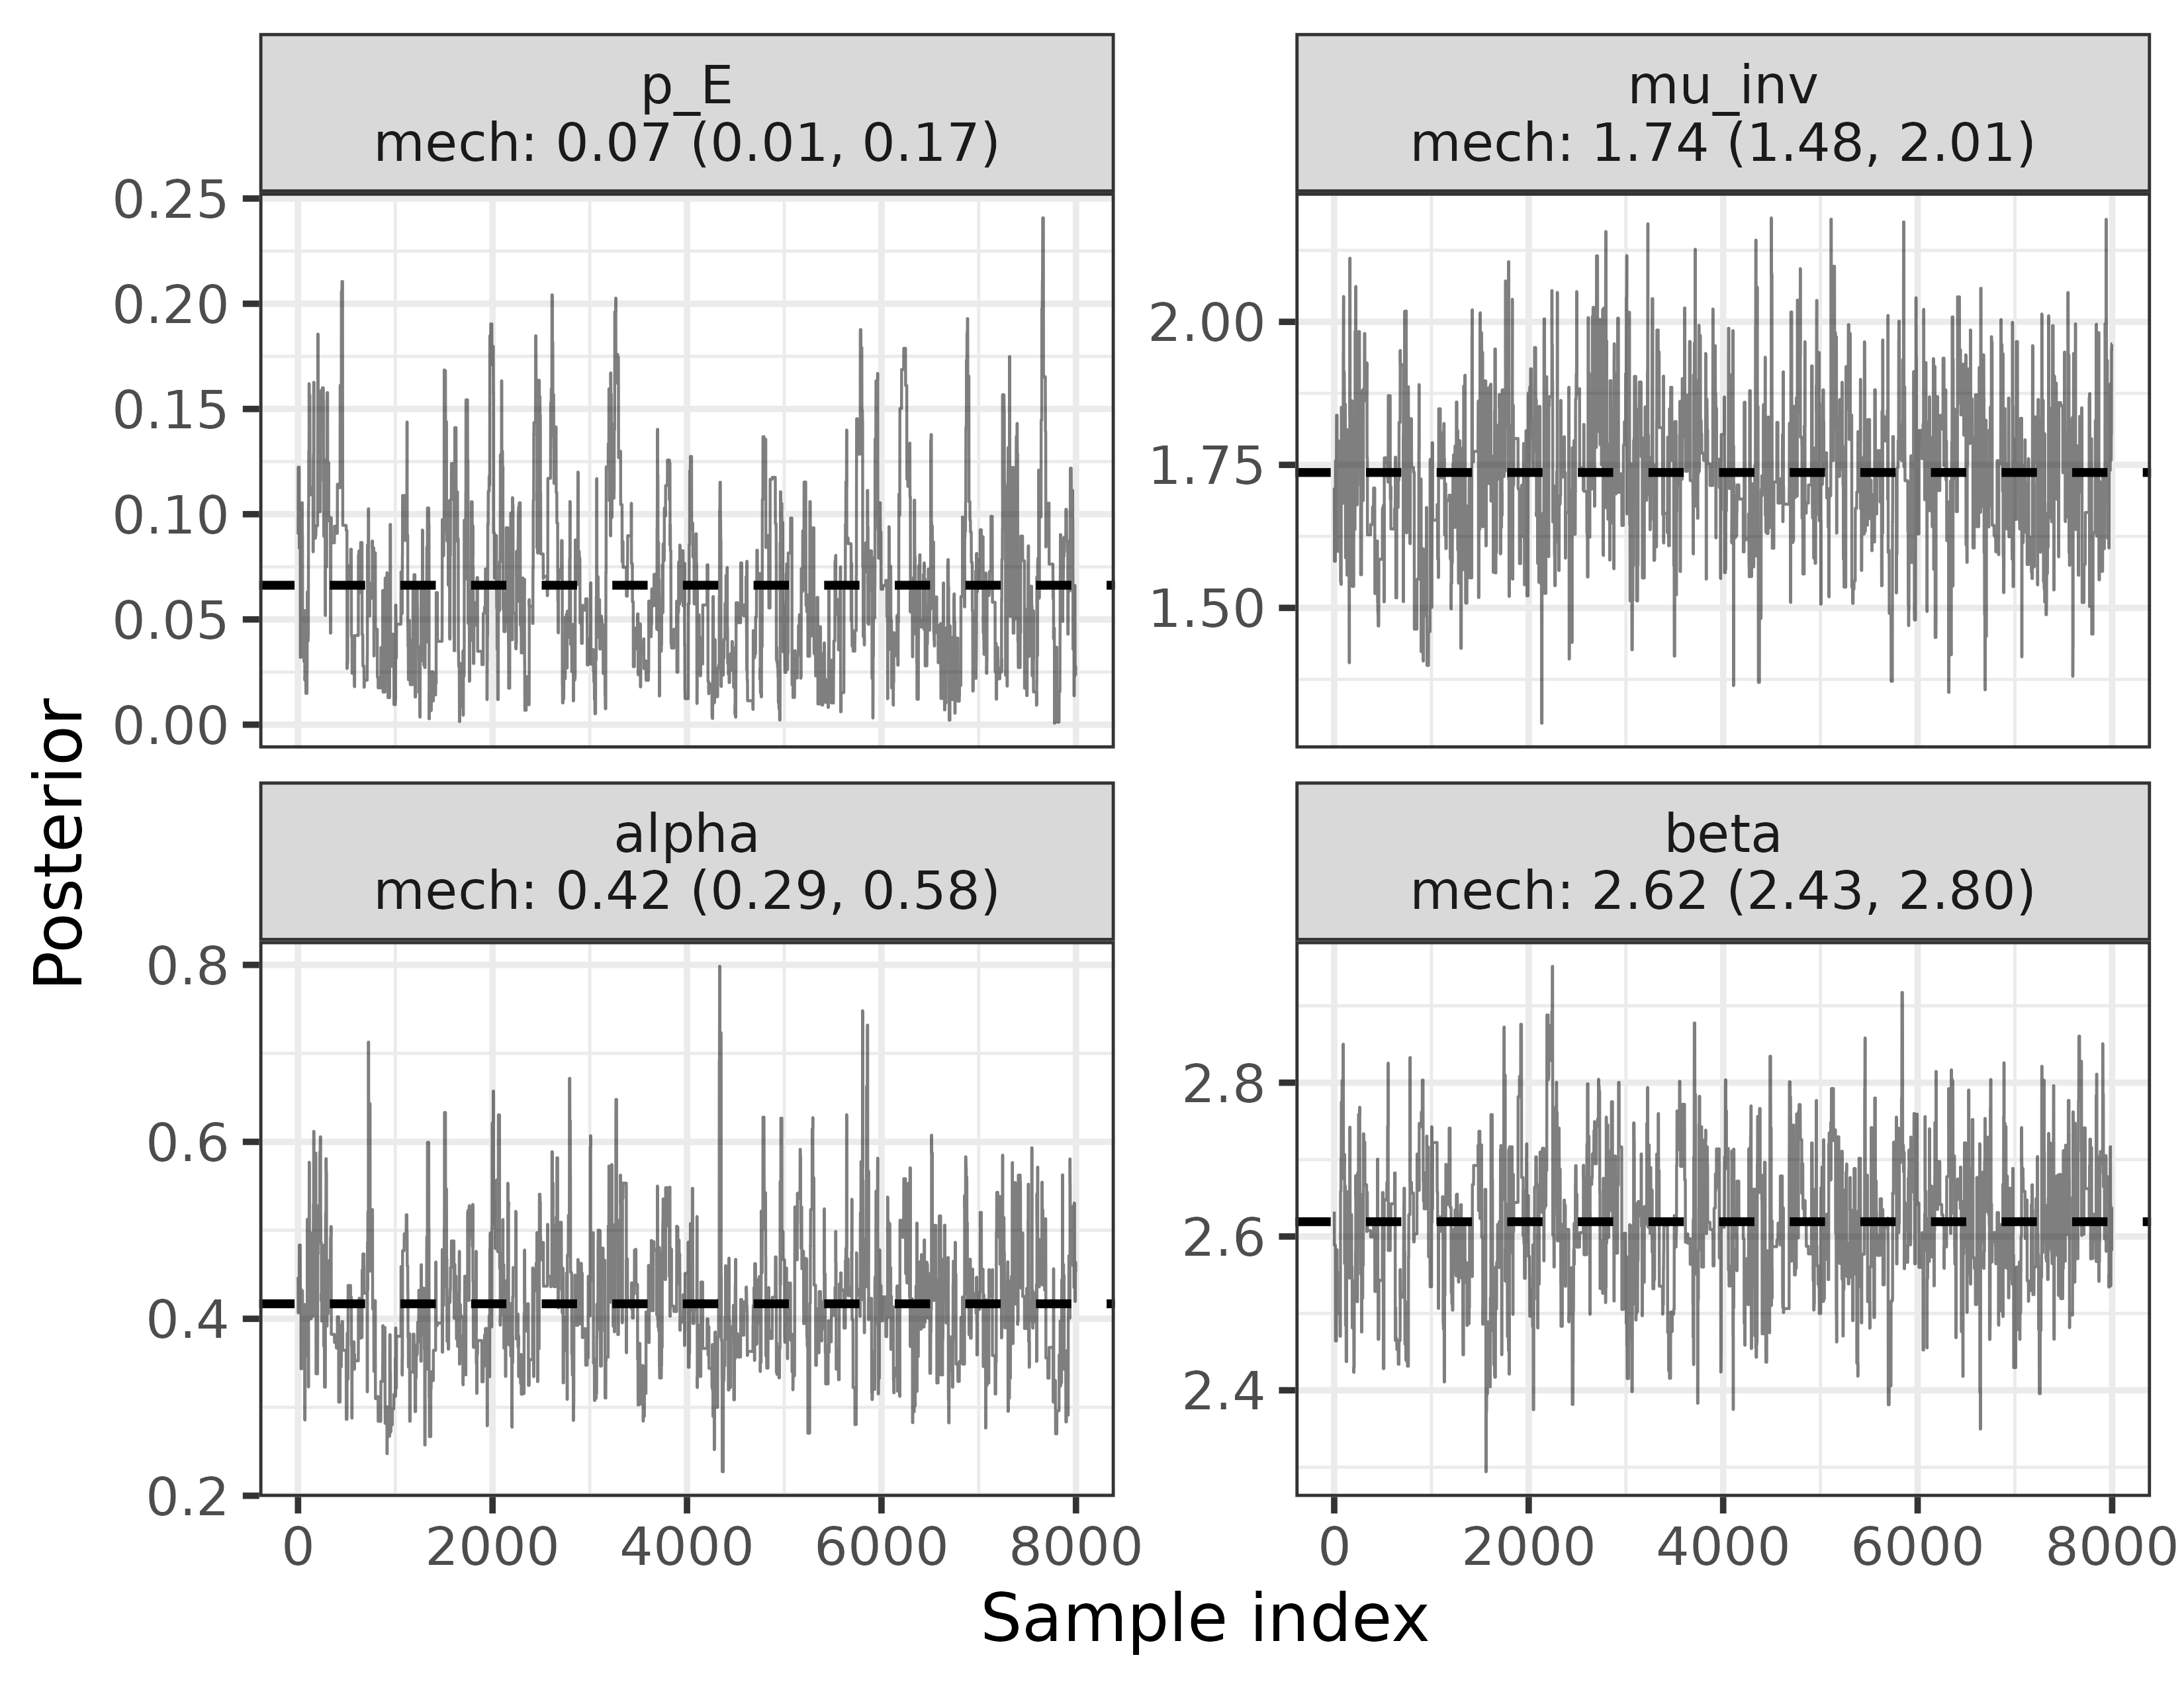 p_E
mech: 0.07 (0.01, 0.17)
mu_inv
mech: 1.74 (1.48, 2.01)
0.25
0.20
0.15
0.10
0.05
0.00
2.00
1.75
1.50
Posterior
alpha
mech: 0.42 (0.29, 0.58)
beta
mech: 2.62 (2.43, 2.80)
0.8
0.6
0.4
0.2
2.8
2.6
2.4
0 2000 4000 6000 8000
0 2000 4000 6000 8000
Sample index